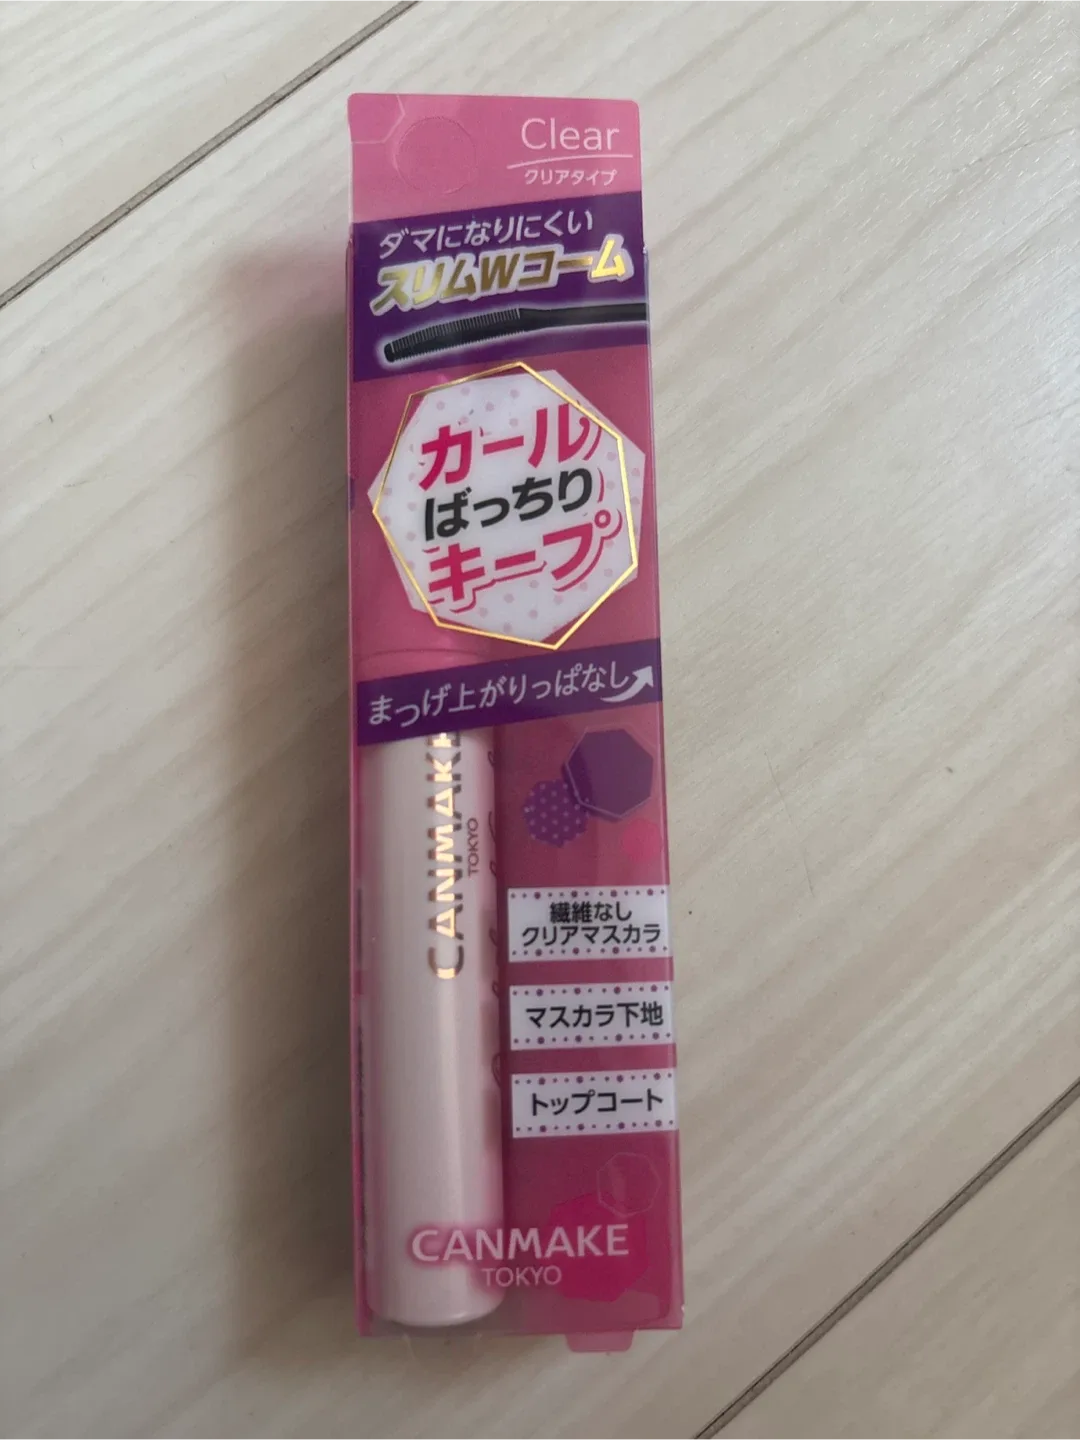 Clear
クリアタイプ
ダマになりにくい
スリムWコーム
カール
ばっちり
キープ
まつげ上がりっぱなし
CANMAKE
TOKYO
繊維なし
クリアマスカラ
マスカラ下地
トップコート
CANMAKE
TOKYO